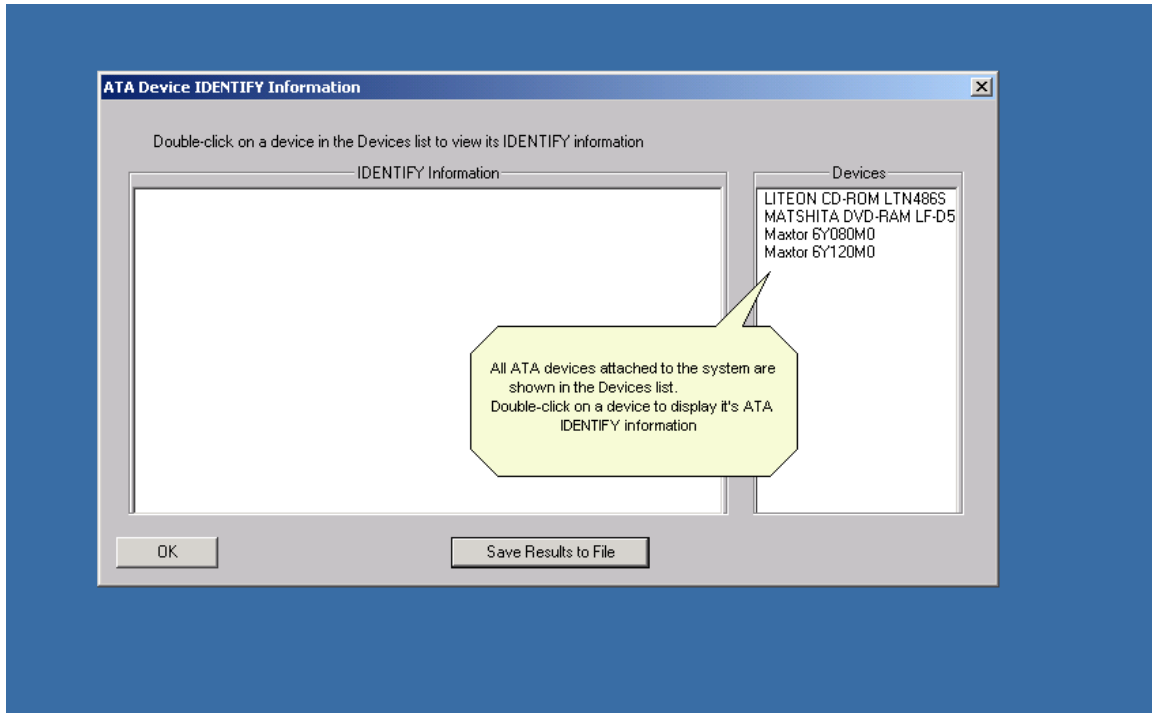 ATA Device IDENTIFY Information
Double-click on a device in the Devices list to view its IDENTIFY information
IDENTIFY Information
Devices
LITEON CD-ROM LTN486S
MATSHITA DVD-RAM LF-D5
Maxtor 6Y080M0
Maxtor 6Y120M0
All ATA devices attached to the system are
shown in the Devices list.
Double-click on a device to display it's ATA
IDENTIFY information
OK
Save Results to File